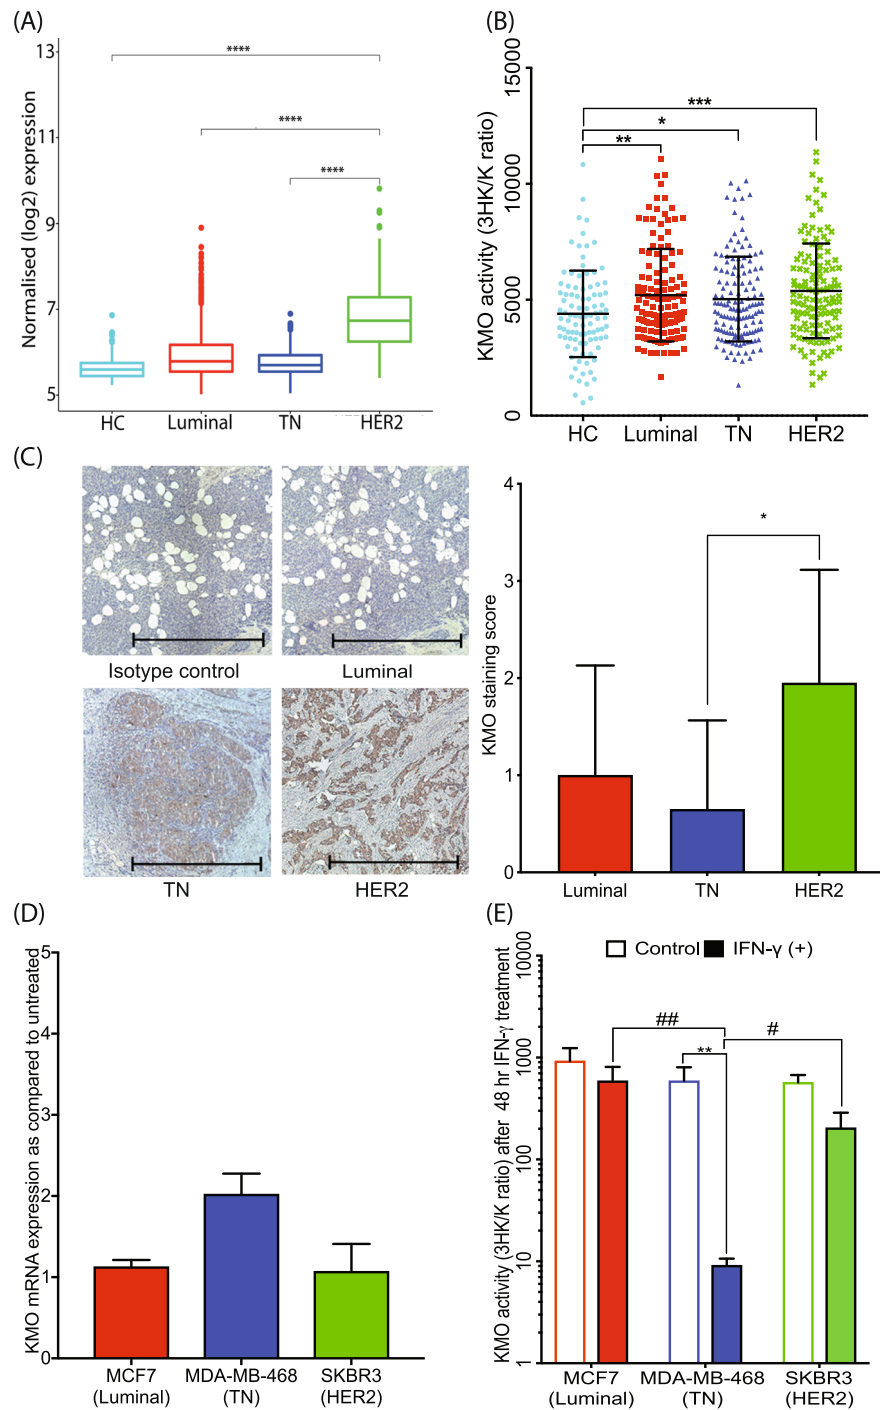 (A)
Normalised (log2) expression
13
11
9
7
5
****
****
****
HC Luminal TN HER2
(B)
KMO activity (3HK/K ratio)
15000
10000
5000
0
***
*
**
HC Luminal TN HER2
(C)
Isotype control Luminal
TN HER2
KMO staining score
4
3
2
1
0
*
Luminal TN HER2
(D)
KMO mRNA expression as compared to untreated
5
4
3
2
1
0
MCF7 MDA-MB-468 SKBR3
(Luminal) (TN) (HER2)
(E)
KMO activity (3HK/K ratio) after 48 hr IFN-γ treatment
10000
1000
100
10
1
Control IFN-γ (+)
##
#
**
MCF7 MDA-MB-468 SKBR3
(Luminal) (TN) (HER2)